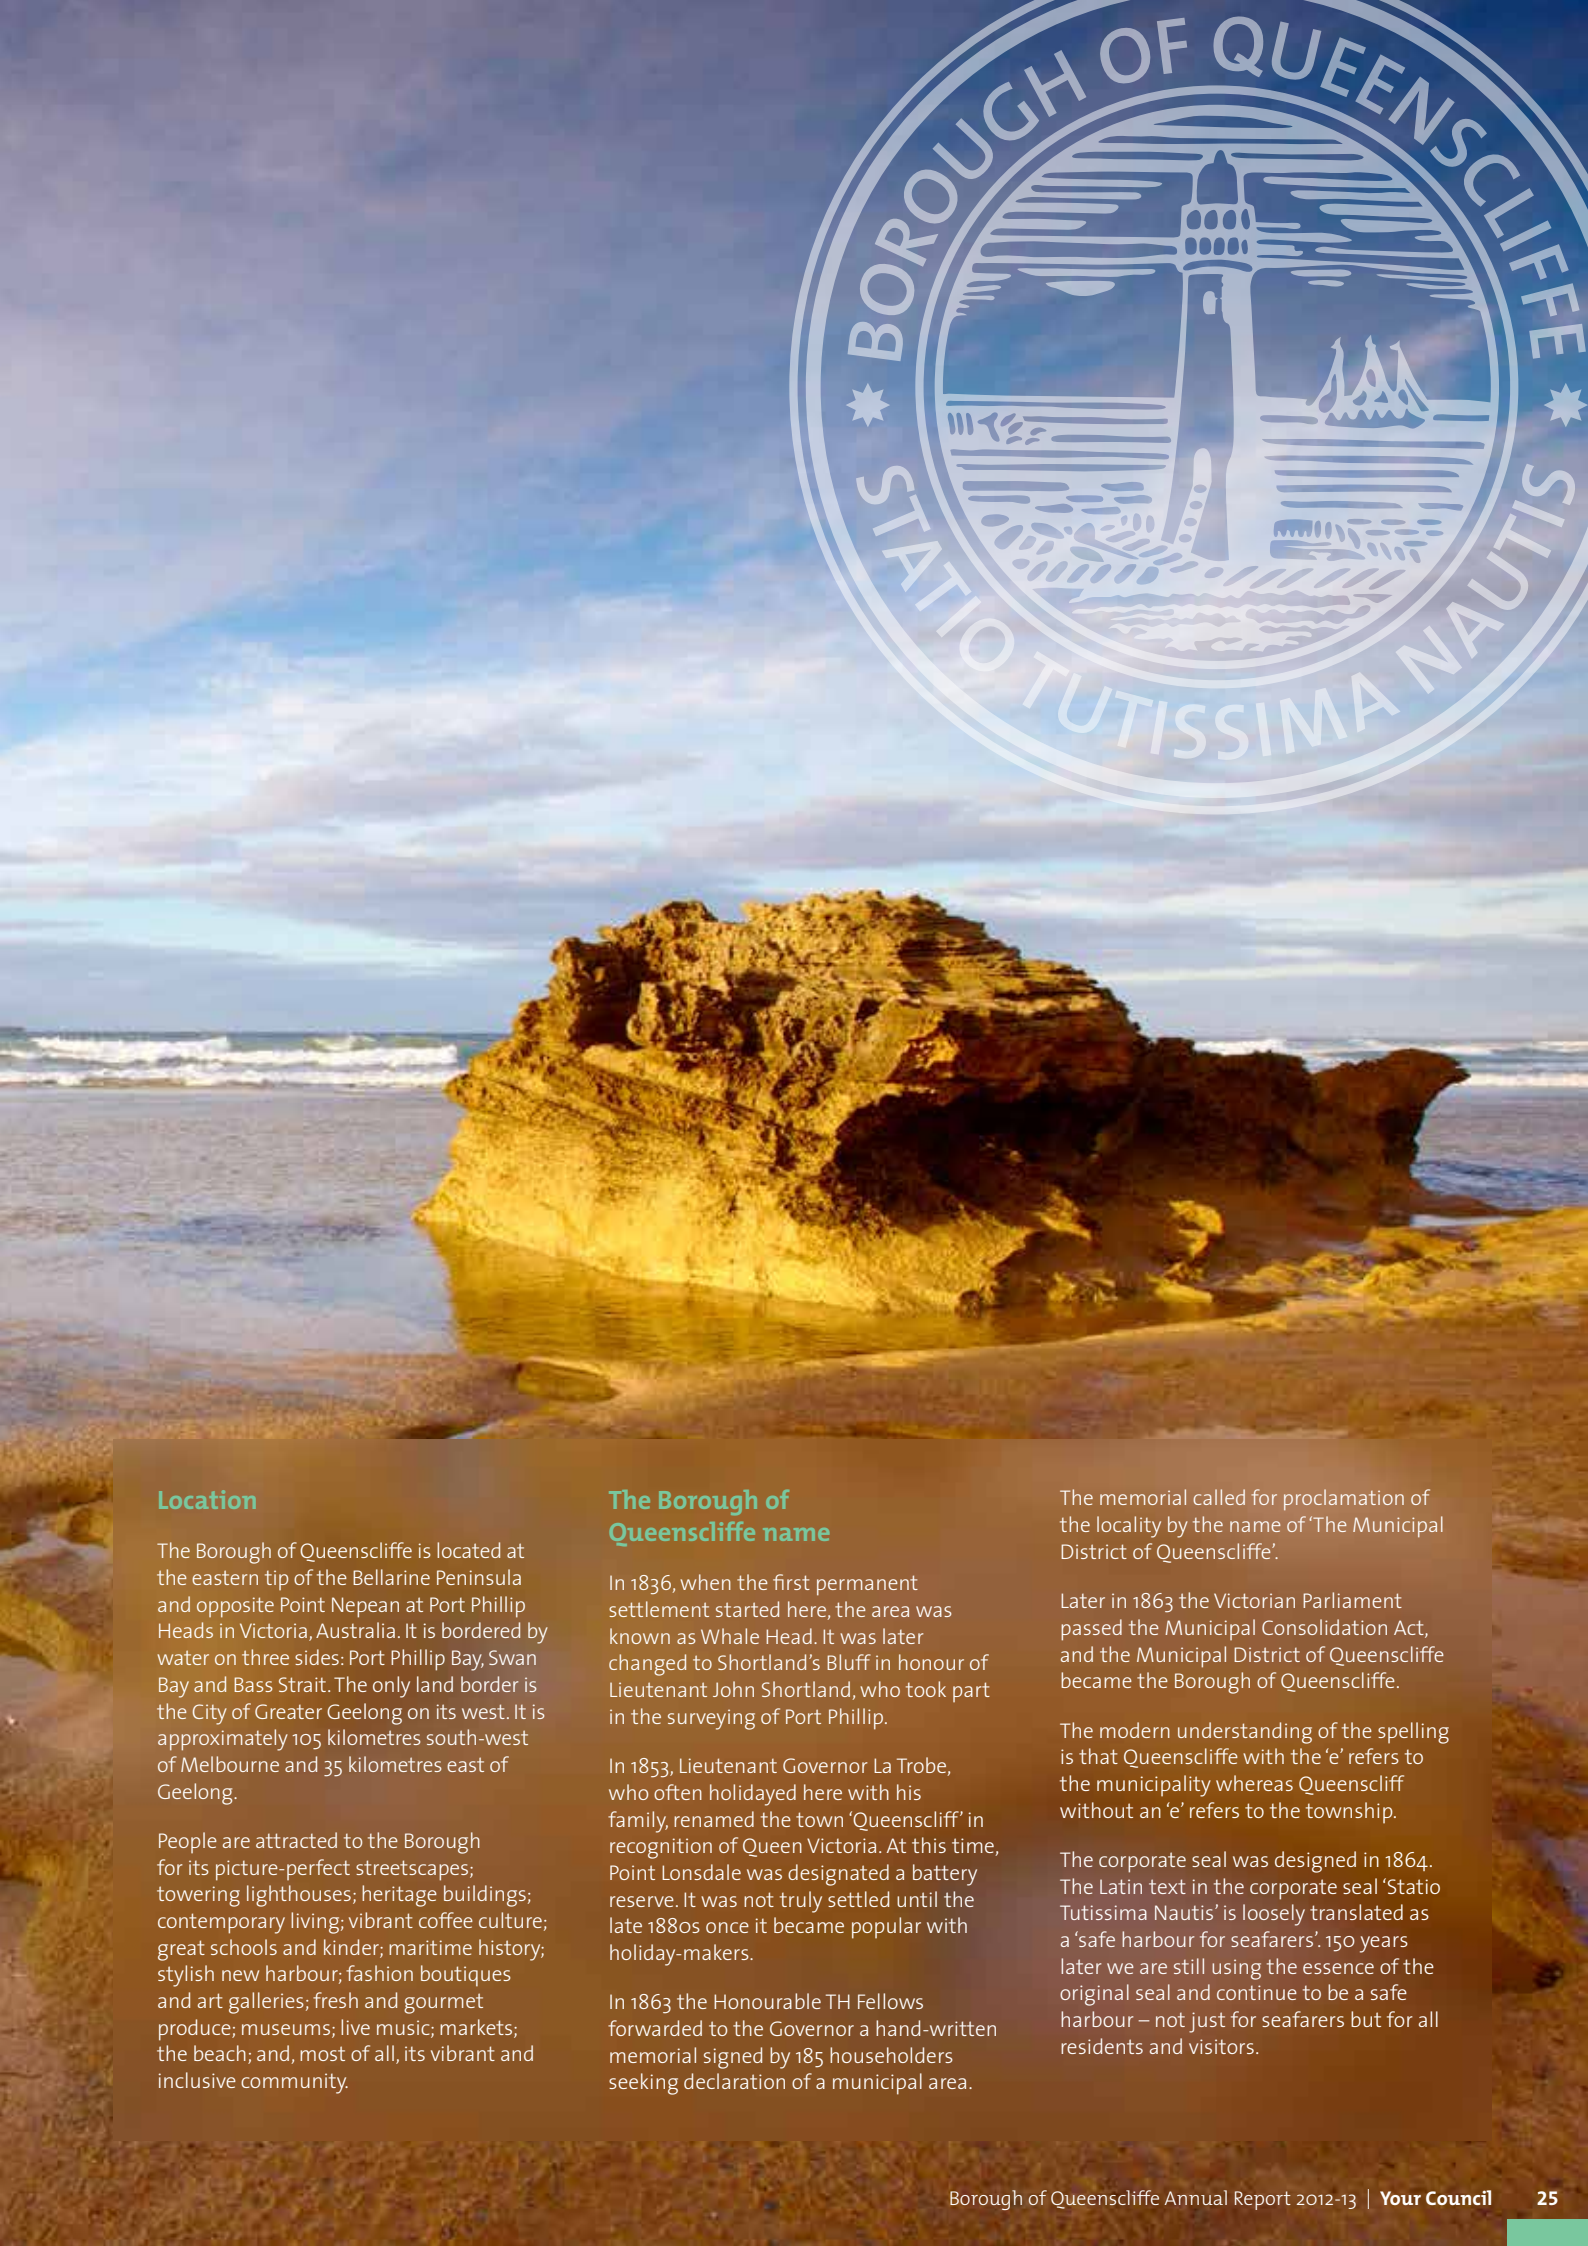 BOROUGH OF QUEENSCLIFFE
STATIO TUTISSIMA NAUTIS
Location
The Borough of Queenscliffe is located at
the eastern tip of the Bellarine Peninsula
and opposite Point Nepean at Port Phillip
Heads in Victoria, Australia. It is bordered by
water on three sides: Port Phillip Bay, Swan
Bay and Bass Strait. The only land border is
the City of Greater Geelong on its west. It is
approximately 105 kilometres south-west
of Melbourne and 35 kilometres east of
Geelong.
People are attracted to the Borough
for its picture-perfect streetscapes;
towering lighthouses; heritage buildings;
contemporary living; vibrant coffee culture;
great schools and kinder; maritime history;
stylish new harbour; fashion boutiques
and art galleries; fresh and gourmet
produce; museums; live music; markets;
the beach; and, most of all, its vibrant and
inclusive community.
The Borough of
Queenscliffe name
In 1836, when the first permanent
settlement started here, the area was
known as Whale Head. It was later
changed to Shortland's Bluff in honour of
Lieutenant John Shortland, who took part
in the surveying of Port Phillip.
In 1853, Lieutenant Governor La Trobe,
who often holidayed here with his
family, renamed the town ‘Queenscliff’ in
recognition of Queen Victoria. At this time,
Point Lonsdale was designated a battery
reserve. It was not truly settled until the
late 1880s once it became popular with
holiday-makers.
In 1863 the Honourable TH Fellows
forwarded to the Governor a hand-written
memorial signed by 185 householders
seeking declaration of a municipal area.
The memorial called for proclamation of
the locality by the name of ‘The Municipal
District of Queenscliffe’.
Later in 1863 the Victorian Parliament
passed the Municipal Consolidation Act,
and the Municipal District of Queenscliffe
became the Borough of Queenscliffe.
The modern understanding of the spelling
is that Queenscliffe with the ‘e’ refers to
the municipality whereas Queenscliff
without an ‘e’ refers to the township.
The corporate seal was designed in 1864.
The Latin text in the corporate seal ‘Statio
Tutissima Nautis’ is loosely translated as
a ‘safe harbour for seafarers’. 150 years
later we are still using the essence of the
original seal and continue to be a safe
harbour – not just for seafarers but for all
residents and visitors.
Borough of Queenscliffe Annual Report 2012-13 | Your Council 25